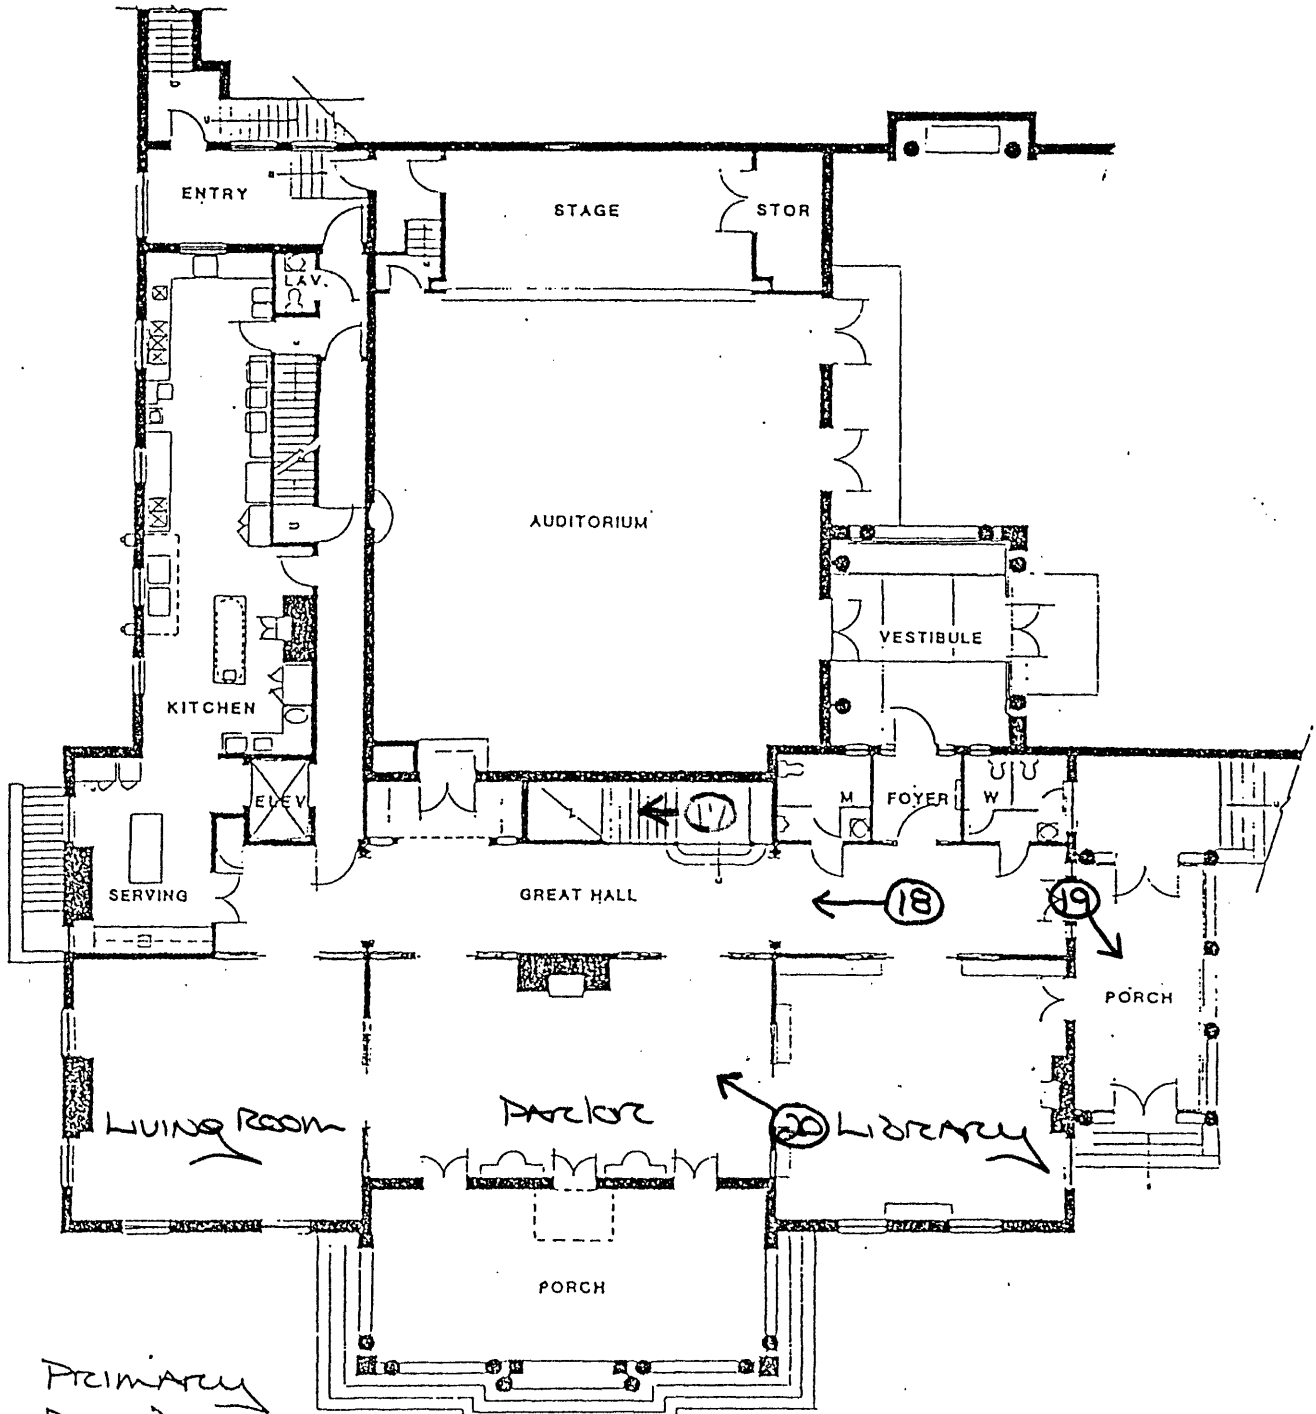 ENTRY
STAGE
STOR
LAV.
AUDITORIUM
VESTIBULE
KITCHEN
ELEV
M
FOYER
W
SERVING
GREAT HALL
18
19
PORCH
LIVING ROOM
PARLOR
20
LIBRARY
PORCH
PRIMARY